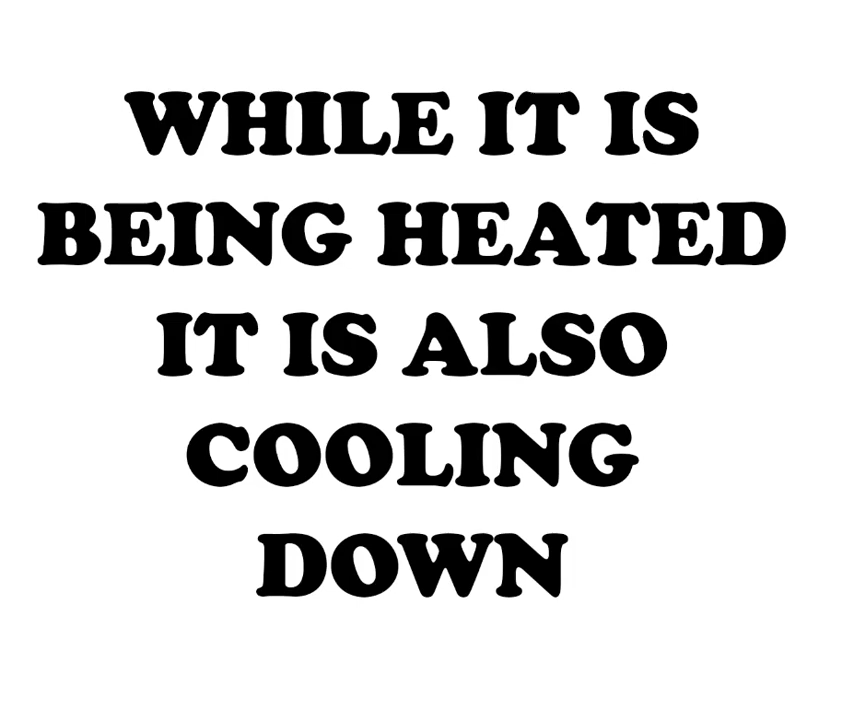 WHILE IT IS
BEING HEATED
IT IS ALSO
COOLING
DOWN